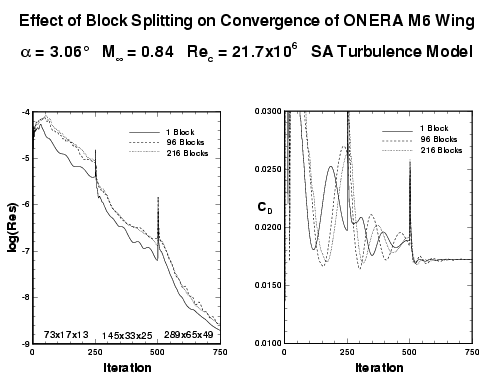 Effect of Block Splitting on Convergence of ONERA M6 Wing
α = 3.06° M∞ = 0.84 Rec = 21.7x10⁶ SA Turbulence Model
-4
-5
-6
-7
-8
-9
log(Res)
1 Block
96 Blocks
216 Blocks
73x17x13 145x33x25 289x65x49
0 250 500 750
Iteration
0.0300
0.0250
0.0200
0.0150
0.0100
CD
1 Block
96 Blocks
216 Blocks
0 250 500 750
Iteration